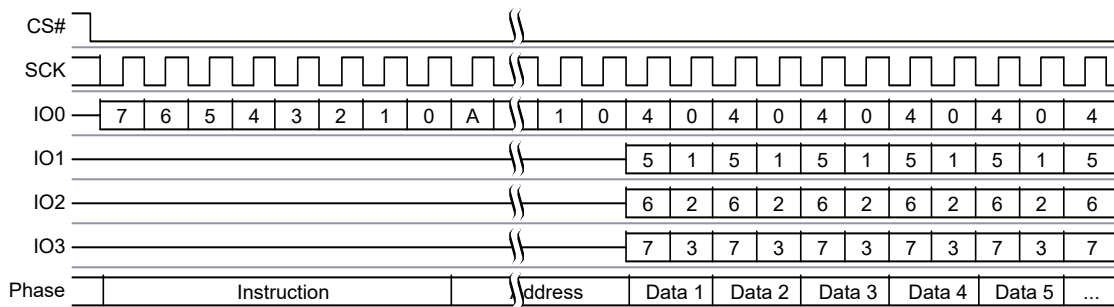 CS#
SCK
IO0 7 6 5 4 3 2 1 0 A 1 0 4 0 4 0 4 0 4 0 4 0 4
IO1 5 1 5 1 5 1 5 1 5 1 5
IO2 6 2 6 2 6 2 6 2 6 2 6
IO3 7 3 7 3 7 3 7 3 7 3 7
Phase Instruction Address Data 1 Data 2 Data 3 Data 4 Data 5 ...